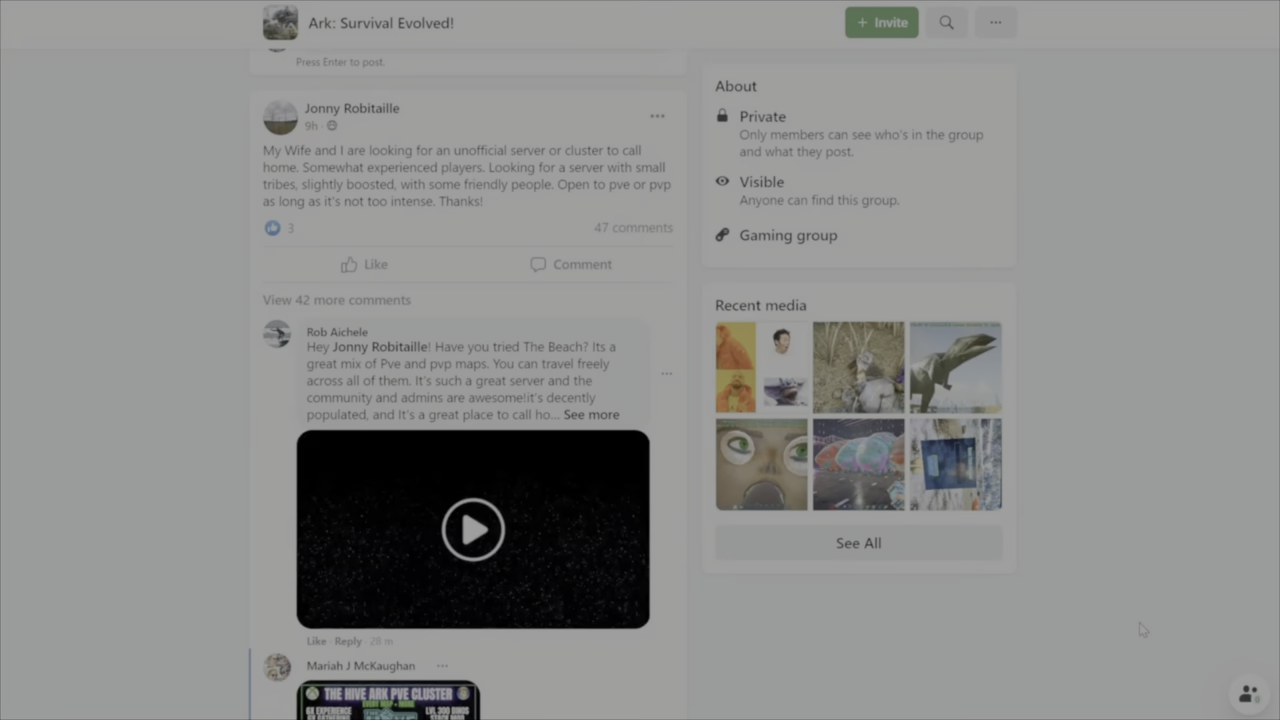 Ark: Survival Evolved!
+ Invite
Press Enter to post.
Jonny Robitaille
9h ·
My Wife and I are looking for an unofficial server or cluster to call
home. Somewhat experienced players. Looking for a server with small
tribes, slightly boosted, with some friendly people. Open to pve or pvp
as long as it's not too intense. Thanks!
3
47 comments
Like
Comment
View 42 more comments
Rob Aichele
Hey Jonny Robitaille! Have you tried The Beach? Its a
great mix of Pve and pvp maps. You can travel freely
across all of them. It's such a great server and the
community and admins are awesome!it's decently
populated, and It's a great place to call ho... See more
Like · Reply · 28 m
Mariah J McKaughan
THE HIVE ARK PVE CLUSTER
6X EXPERIENCE
LVL 300 DINOS
About
Private
Only members can see who's in the group
and what they post.
Visible
Anyone can find this group.
Gaming group
Recent media
See All